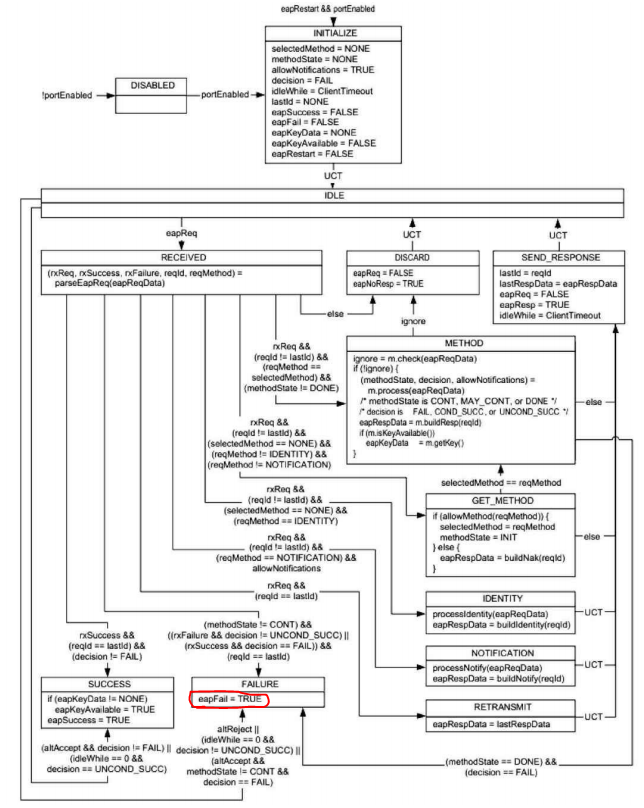 eapRestart && portEnabled
INITIALIZE
selectedMethod = NONE
methodState = NONE
allowNotifications = TRUE
decision = FAIL
idleWhile = ClientTimeout
lastId = NONE
eapSuccess = FALSE
eapFail = FALSE
eapKeyData = NONE
eapKeyAvailable = FALSE
eapRestart = FALSE
DISABLED
!portEnabled
portEnabled
UCT
IDLE
eapReq
UCT
UCT
RECEIVED
(rxReq, rxSuccess, rxFailure, reqId, reqMethod) =
parseEapReq(eapReqData)
DISCARD
eapReq = FALSE
eapNoResp = TRUE
SEND_RESPONSE
lastId = reqId
lastRespData = eapRespData
eapReq = FALSE
eapResp = TRUE
idleWhile = ClientTimeout
else
ignore
rxReq &&
(reqId != lastId) &&
(reqMethod ==
selectedMethod) &&
(methodState != DONE)
METHOD
ignore = m.check(eapReqData)
if (!ignore) {
(methodState, decision, allowNotifications) =
m.process(eapReqData)
/* methodState is CONT, MAY_CONT, or DONE */
/* decision is FAIL, COND_SUCC, or UNCOND_SUCC */
eapRespData = m.buildResp(reqId)
if (m.isKeyAvailable())
eapKeyData = m.getKey()
}
else
rxReq &&
(reqId != lastId) &&
(selectedMethod == NONE) &&
(reqMethod != IDENTITY) &&
(reqMethod != NOTIFICATION)
selectedMethod == reqMethod
GET_METHOD
if (allowMethod(reqMethod)) {
selectedMethod = reqMethod
methodState = INIT
} else {
eapRespData = buildNak(reqId)
}
else
rxReq &&
(reqId != lastId) &&
(selectedMethod == NONE) &&
(reqMethod == IDENTITY)
rxReq &&
(reqId != lastId) &&
(reqMethod == NOTIFICATION) &&
allowNotifications
rxReq &&
(reqId == lastId)
IDENTITY
processIdentity(eapReqData)
eapRespData = buildIdentity(reqId)
UCT
rxSuccess &&
(reqId == lastId) &&
(decision != FAIL)
(methodState != CONT) &&
((rxFailure && decision != UNCOND_SUCC) ||
(rxSuccess && decision == FAIL)) &&
(reqId == lastId)
NOTIFICATION
processNotify(eapReqData)
eapRespData = buildNotify(reqId)
UCT
SUCCESS
if (eapKeyData != NONE)
eapKeyAvailable = TRUE
eapSuccess = TRUE
FAILURE
eapFail = TRUE
RETRANSMIT
eapRespData = lastRespData
UCT
(altAccept && decision != FAIL) ||
(idleWhile == 0 &&
decision == UNCOND_SUCC)
altReject ||
(idleWhile == 0 &&
decision != UNCOND_SUCC) ||
(altAccept &&
methodState != CONT &&
decision == FAIL)
(methodState == DONE) &&
(decision == FAIL)